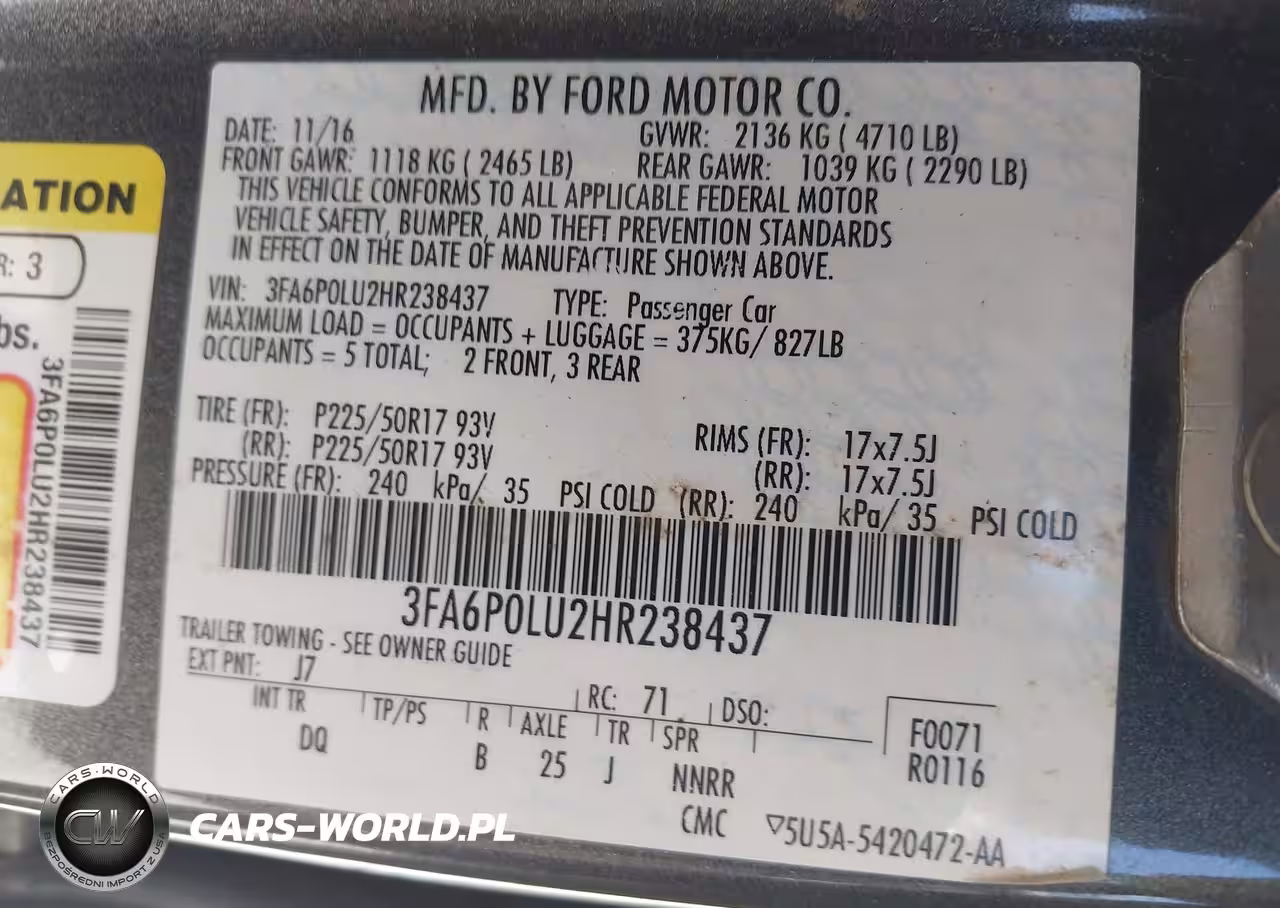 MFD. BY FORD MOTOR CO.
DATE: 11/16 GVWR: 2136 KG ( 4710 LB)
FRONT GAWR: 1118 KG ( 2465 LB) REAR GAWR: 1039 KG ( 2290 LB)
THIS VEHICLE CONFORMS TO ALL APPLICABLE FEDERAL MOTOR
VEHICLE SAFETY, BUMPER, AND THEFT PREVENTION STANDARDS
IN EFFECT ON THE DATE OF MANUFACTURE SHOWN ABOVE.
VIN: 3FA6P0LU2HR238437 TYPE: Passenger Car
MAXIMUM LOAD = OCCUPANTS + LUGGAGE = 375KG/ 827LB
OCCUPANTS = 5 TOTAL; 2 FRONT, 3 REAR
TIRE (FR): P225/50R17 93V RIMS (FR): 17x7.5J
(RR): P225/50R17 93V (RR): 17x7.5J
PRESSURE (FR): 240 kPa/ 35 PSI COLD (RR): 240 kPa/ 35 PSI COLD
3FA6P0LU2HR238437
TRAILER TOWING - SEE OWNER GUIDE
EXT PNT: J7 RC: 71 DSO:
INT TR TP/PS R AXLE TR SPR F0071
DQ B 25 J NNRR R0116
CMC ▽5U5A-5420472-AA
ATION
R: 3
bs.
3FA6P0LU2HR238437
CARS-WORLD
CW
BEZPOŚREDNI IMPORT Z USA
CARS-WORLD.PL